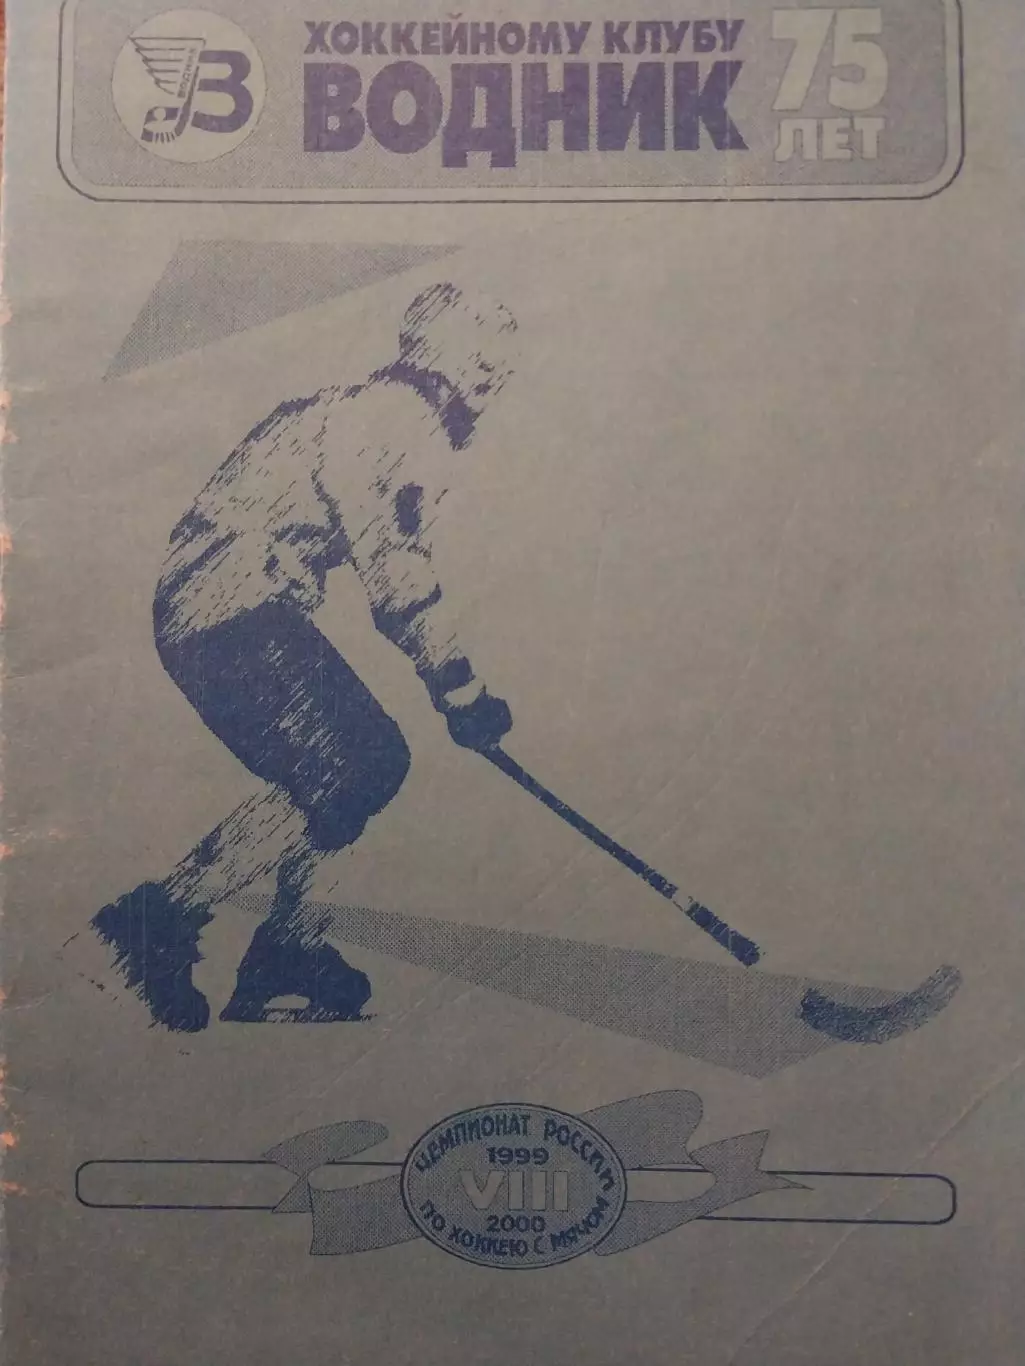 ХОККЕЙНОМУ КЛУБУ
ВОДНИК
75
ЛЕТ
В
ЧЕМПИОНАТ РОССИИ
1999
VIII
2000
ПО ХОККЕЮ С МЯЧОМ